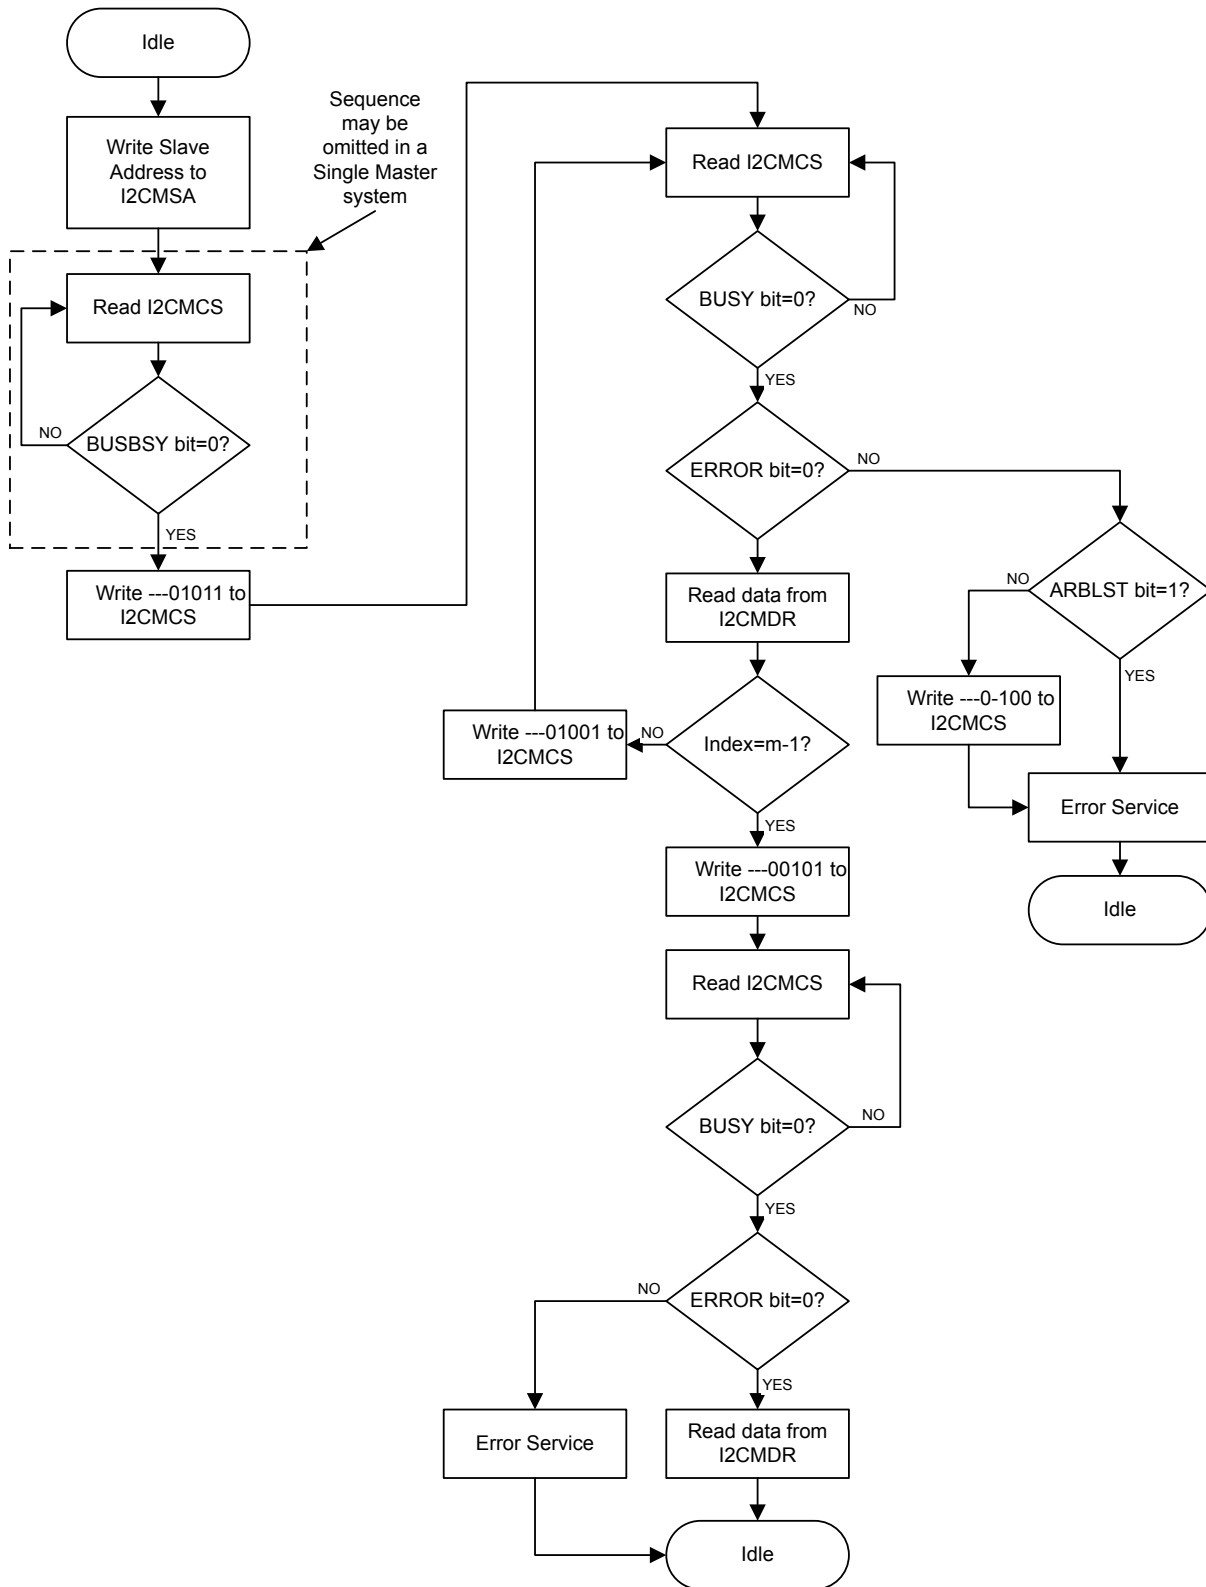 Idle
Write Slave
Address to
I2CMSA
Sequence
may be
omitted in a
Single Master
system
Read I2CMCS
BUSBSY bit=0?
NO
YES
Write ---01011 to
I2CMCS
Read I2CMCS
BUSY bit=0?
NO
YES
ERROR bit=0?
NO
Read data from
I2CMDR
ARBLST bit=1?
NO
YES
Write ---0-100 to
I2CMCS
Error Service
Idle
Index=m-1?
NO
Write ---01001 to
I2CMCS
YES
Write ---00101 to
I2CMCS
Read I2CMCS
BUSY bit=0?
NO
YES
ERROR bit=0?
NO
YES
Error Service
Read data from
I2CMDR
Idle